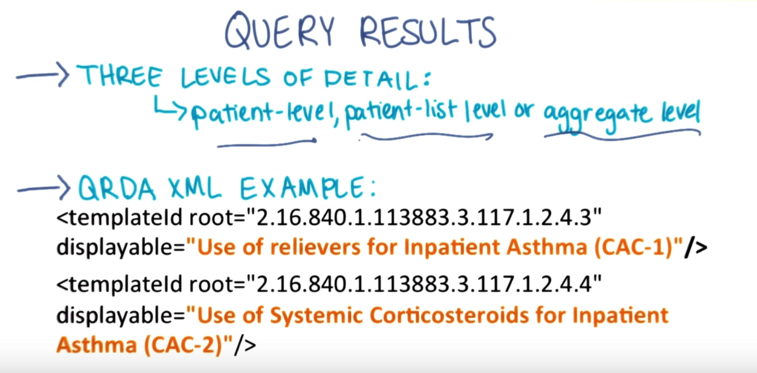 QUERY RESULTS
→ THREE LEVELS OF DETAIL:
↳ patient-level, patient-list level or aggregate level
→ QRDA XML EXAMPLE:
<templateId root="2.16.840.1.113883.3.117.1.2.4.3"
displayable="Use of relievers for Inpatient Asthma (CAC-1)"/>
<templateId root="2.16.840.1.113883.3.117.1.2.4.4"
displayable="Use of Systemic Corticosteroids for Inpatient
Asthma (CAC-2)"/>